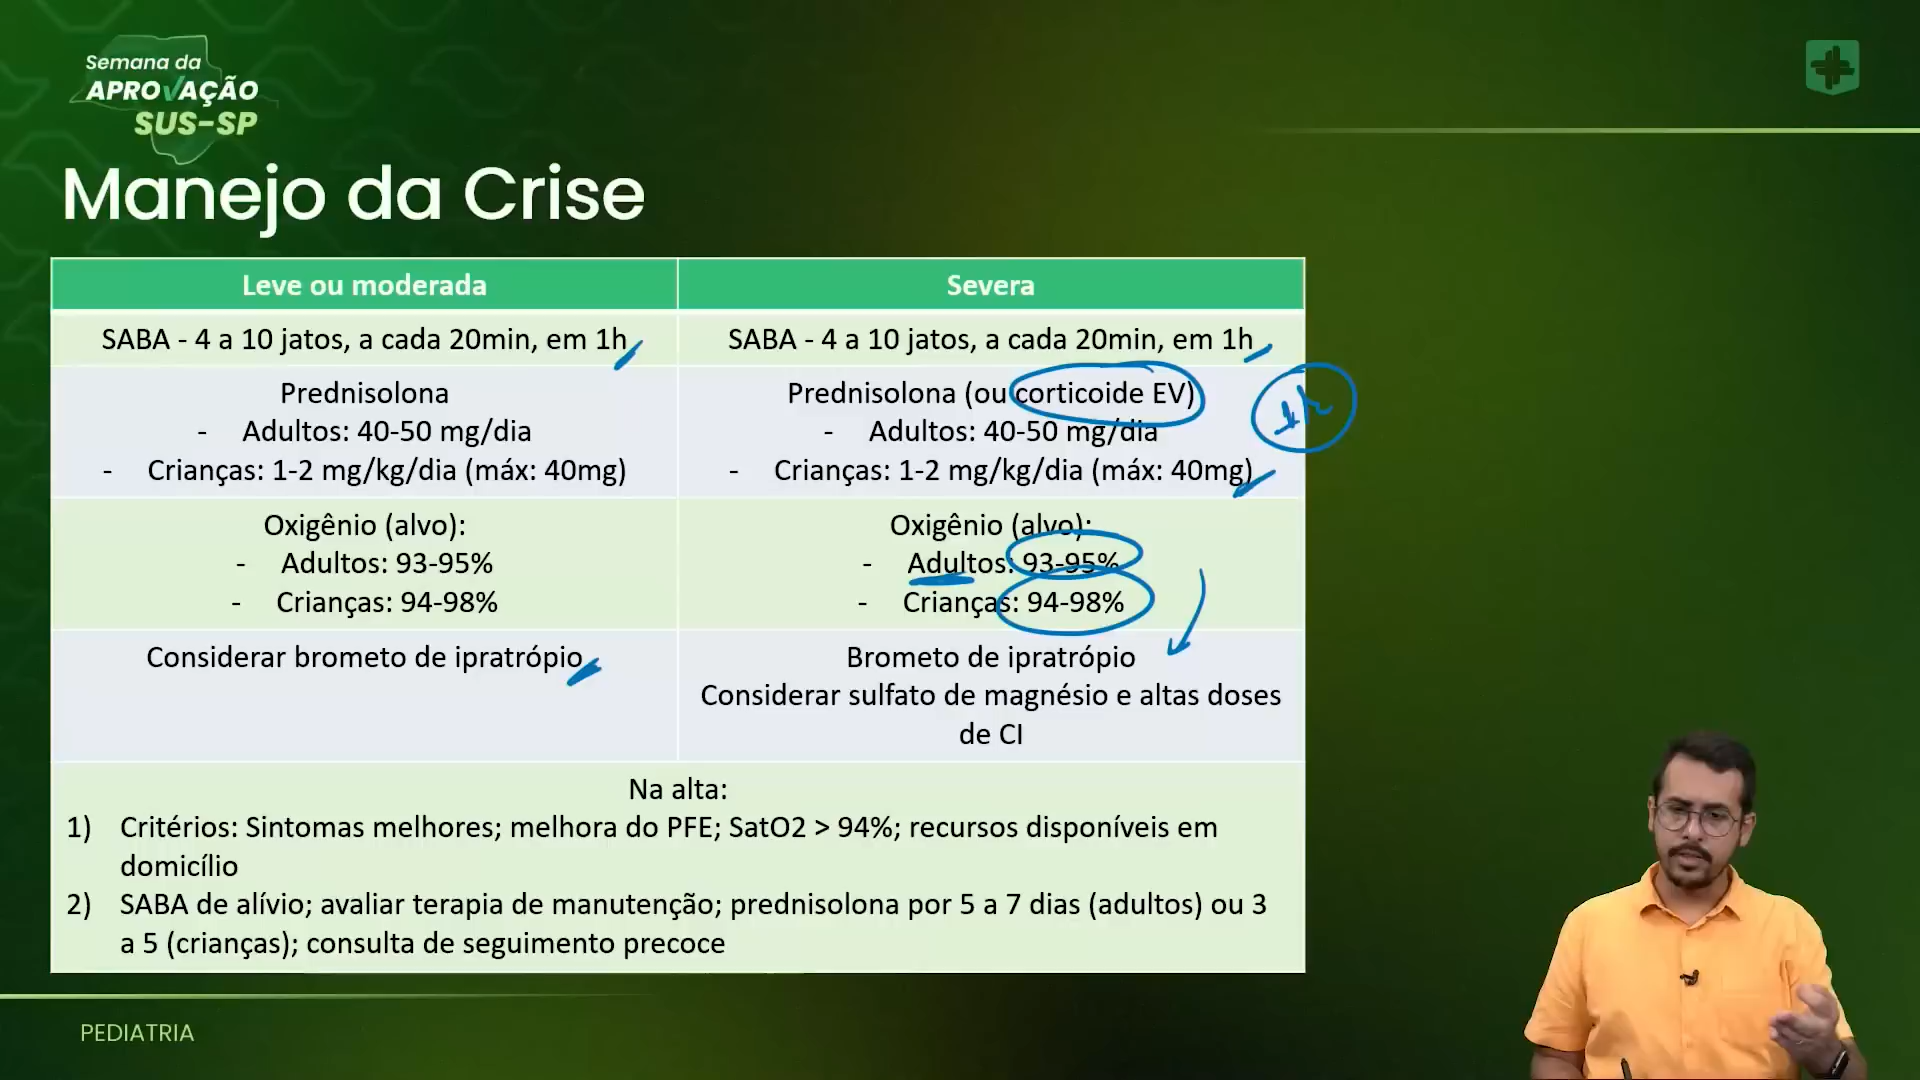 Semana da
APROVAÇÃO
SUS-SP
Manejo da Crise
Leve ou moderada
Severa
SABA - 4 a 10 jatos, a cada 20min, em 1h
SABA - 4 a 10 jatos, a cada 20min, em 1h
Prednisolona
- Adultos: 40-50 mg/dia
- Crianças: 1-2 mg/kg/dia (máx: 40mg)
Prednisolona (ou corticoide EV)
- Adultos: 40-50 mg/dia
- Crianças: 1-2 mg/kg/dia (máx: 40mg)
1h
Oxigênio (alvo):
- Adultos: 93-95%
- Crianças: 94-98%
Oxigênio (alvo):
- Adultos: 93-95%
- Crianças: 94-98%
Considerar brometo de ipratrópio
Brometo de ipratrópio
Considerar sulfato de magnésio e altas doses
de CI
Na alta:
1) Critérios: Sintomas melhores; melhora do PFE; SatO2 > 94%; recursos disponíveis em
domicílio
2) SABA de alívio; avaliar terapia de manutenção; prednisolona por 5 a 7 dias (adultos) ou 3
a 5 (crianças); consulta de seguimento precoce
PEDIATRIA